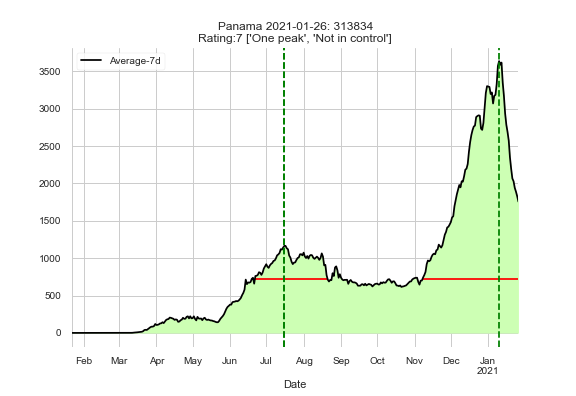 Panama 2021-01-26: 313834
Rating:7 ['One peak', 'Not in control']
Average-7d
3500
3000
2500
2000
1500
1000
500
0
Feb Mar Apr May Jun Jul Aug Sep Oct Nov Dec Jan
2021
Date